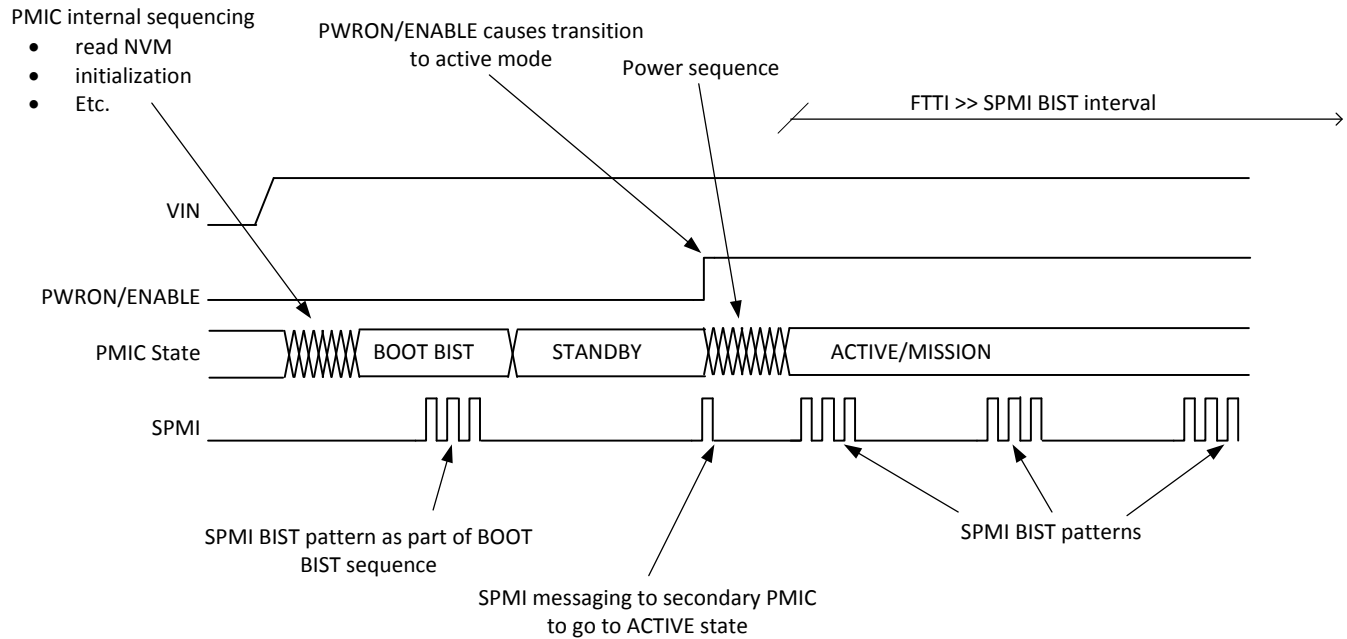 PMIC internal sequencing
• read NVM
• initialization
• Etc.
PWRON/ENABLE causes transition
to active mode
Power sequence
FTTI >> SPMI BIST interval
VIN
PWRON/ENABLE
PMIC State
BOOT BIST
STANDBY
ACTIVE/MISSION
SPMI
SPMI BIST pattern as part of BOOT
BIST sequence
SPMI messaging to secondary PMIC
to go to ACTIVE state
SPMI BIST patterns